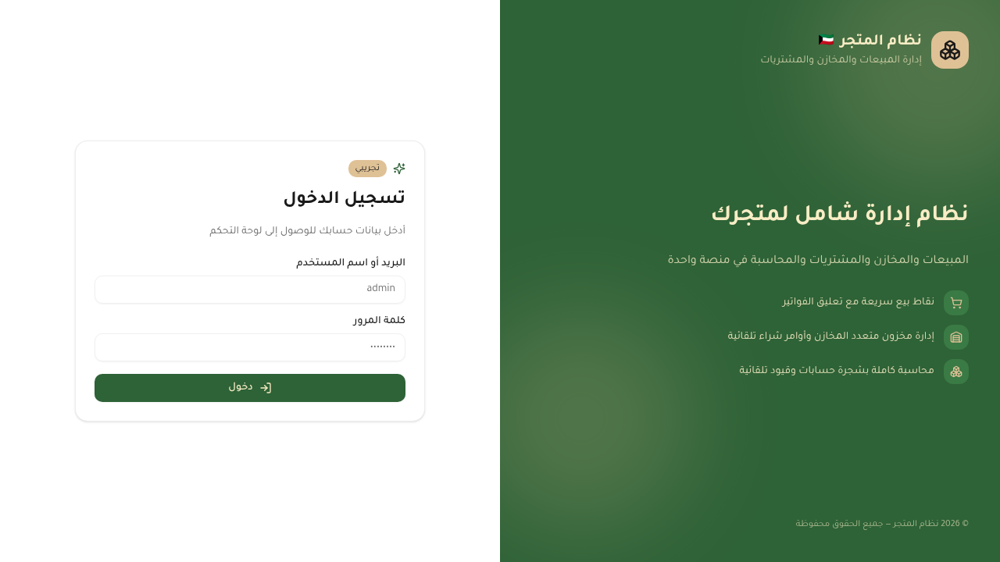 نظام المتجر 🇰🇼
إدارة المبيعات والمخازن والمشتريات
نظام إدارة شامل لمتجرك
المبيعات والمخازن والمشتريات والمحاسبة في منصة واحدة
نقاط بيع سريعة مع تعليق الفواتير
إدارة مخزون متعدد المخازن وأوامر شراء تلقائية
محاسبة كاملة بشجرة حسابات وقيود تلقائية
© 2026 نظام المتجر — جميع الحقوق محفوظة
تجريبي
تسجيل الدخول
أدخل بيانات حسابك للوصول إلى لوحة التحكم
البريد أو اسم المستخدم
admin
كلمة المرور
••••••••
دخول